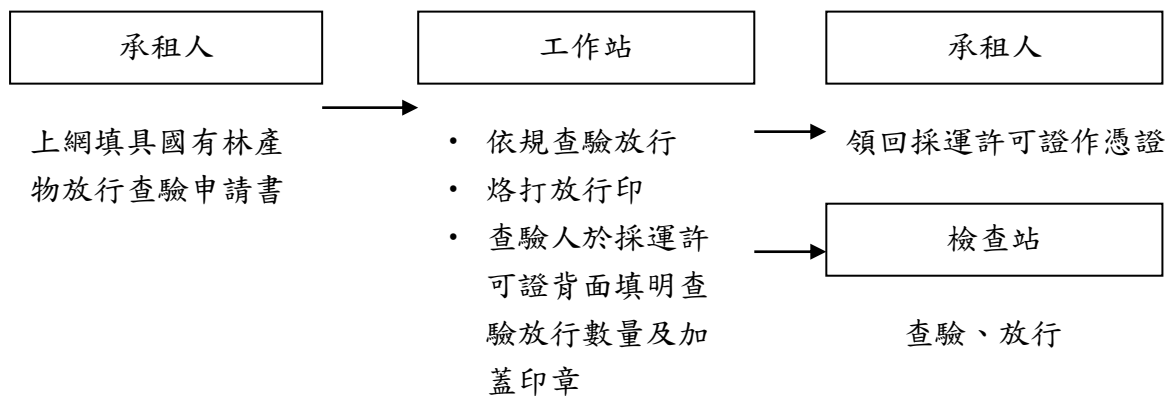 承租人
上網填具國有林產
物放行查驗申請書
工作站
· 依規查驗放行
· 烙打放行印
· 查驗人於採運許
可證背面填明查
驗放行數量及加
蓋印章
承租人
領回採運許可證作憑證
檢查站
查驗、放行